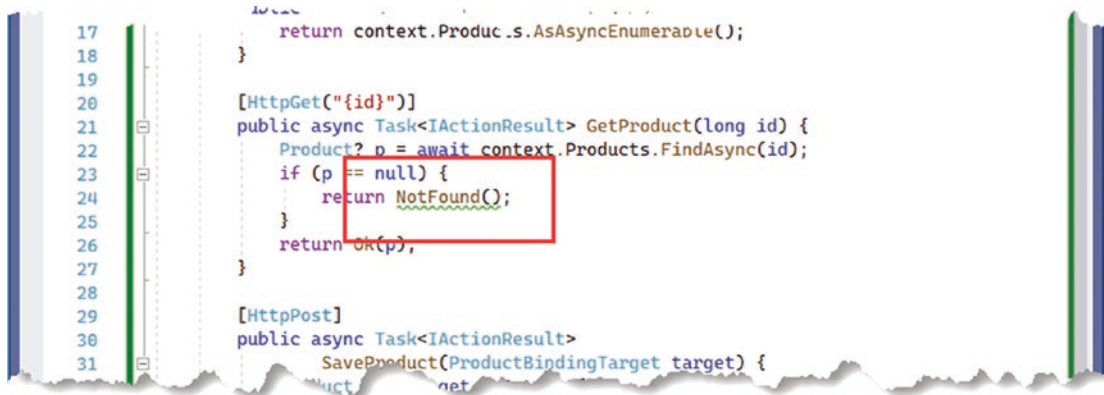 17 return context.Products.AsAsyncEnumerable();
18 }
19
20 [HttpGet("{id}")]
21 public async Task<IActionResult> GetProduct(long id) {
22 Product? p = await context.Products.FindAsync(id);
23 if (p == null) {
24 return NotFound();
25 }
26 return Ok(p);
27 }
28
29 [HttpPost]
30 public async Task<IActionResult>
31 SaveProduct(ProductBindingTarget target) {